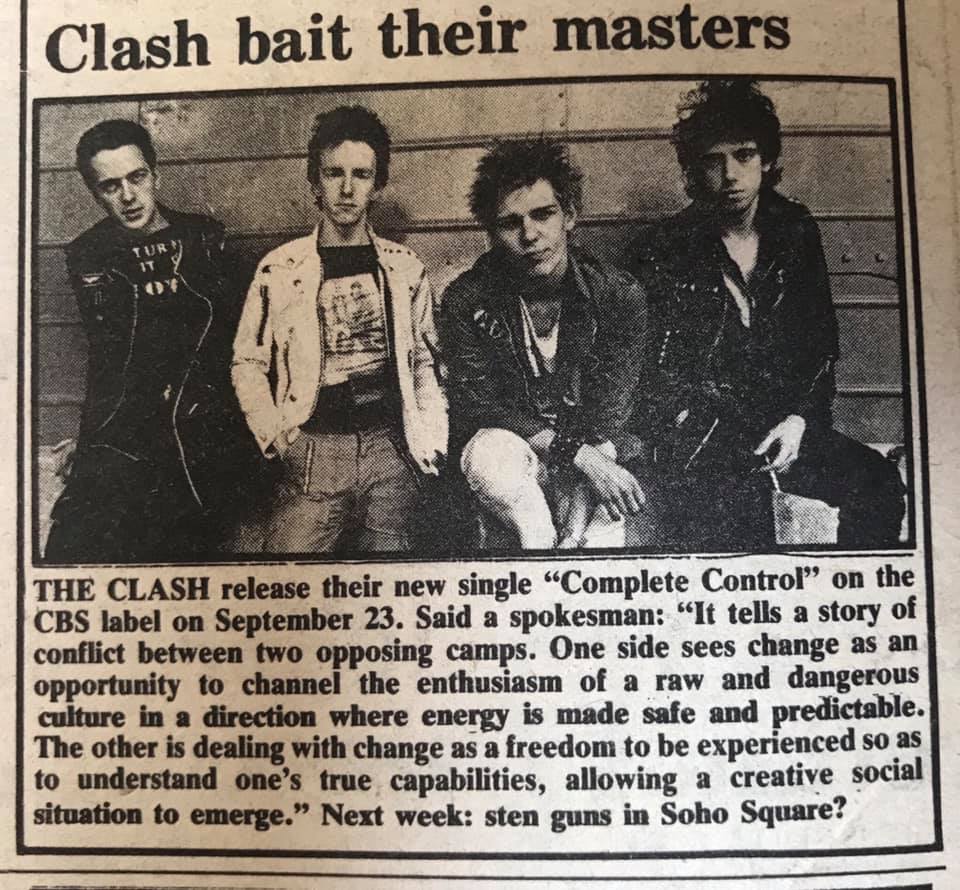 Clash bait their masters
TURN
IT
THE CLASH release their new single “Complete Control” on the
CBS label on September 23. Said a spokesman: “It tells a story of
conflict between two opposing camps. One side sees change as an
opportunity to channel the enthusiasm of a raw and dangerous
culture in a direction where energy is made safe and predictable.
The other is dealing with change as a freedom to be experienced so as
to understand one’s true capabilities, allowing a creative social
situation to emerge.” Next week: sten guns in Soho Square?